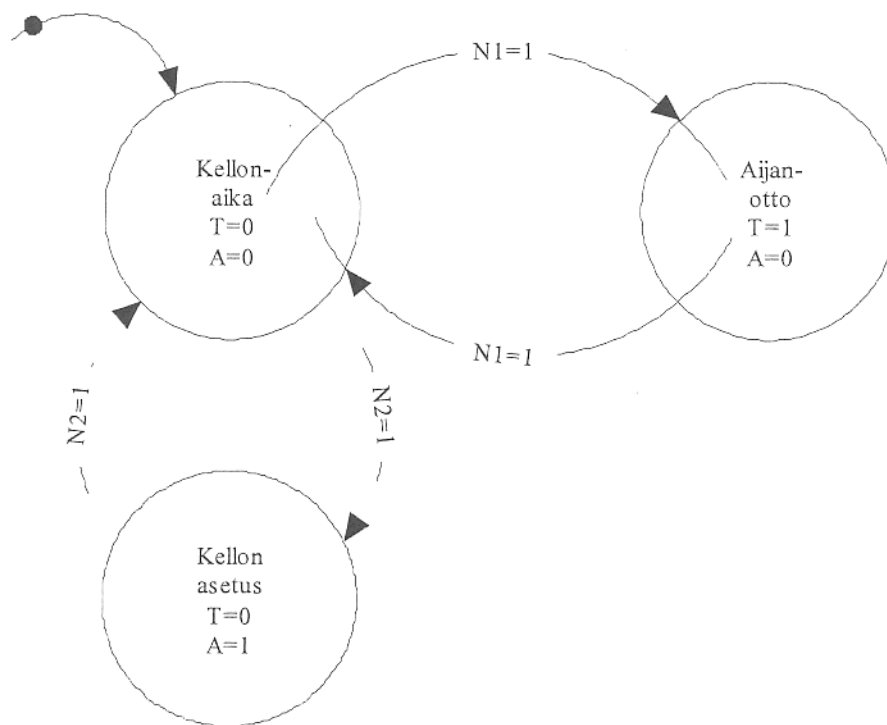 N1=1
Kellon-
aika
T=0
A=0
Aijan-
otto
T=1
A=0
N1=1
N2=1
N2=1
Kellon
asetus
T=0
A=1